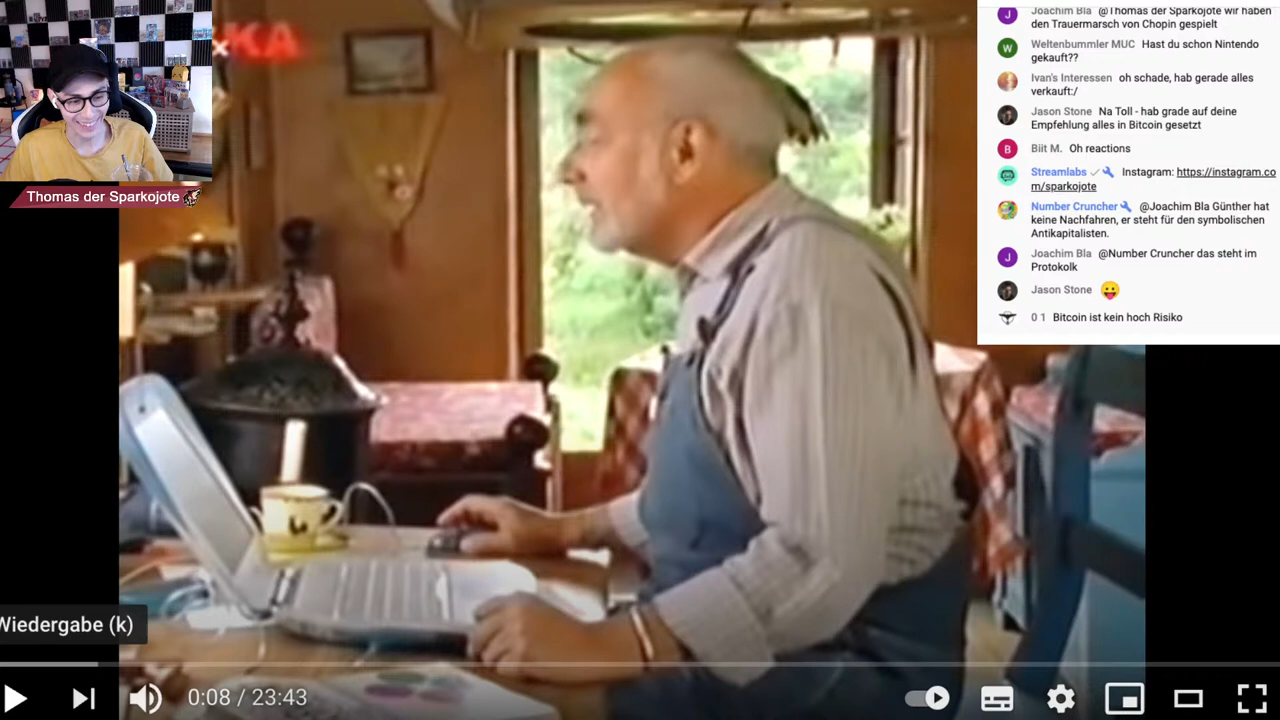 KA
Thomas der Sparkojote
Joachim Bla @Thomas der Sparkojote wir haben
den Trauermarsch von Chopin gespielt
Weltenbummler MUC Hast du schon Nintendo
gekauft??
Ivan's Interessen oh schade, hab gerade alles
verkauft:/
Jason Stone Na Toll - hab grade auf deine
Empfehlung alles in Bitcoin gesetzt
Biit M. Oh reactions
Streamlabs Instagram: https://instagram.co
m/sparkojote
Number Cruncher @Joachim Bla Günther hat
keine Nachfahren, er steht für den symbolischen
Antikapitalisten.
Joachim Bla @Number Cruncher das steht im
Protokolk
Jason Stone 😛
0 1 Bitcoin ist kein hoch Risiko
Wiedergabe (k)
0:08 / 23:43